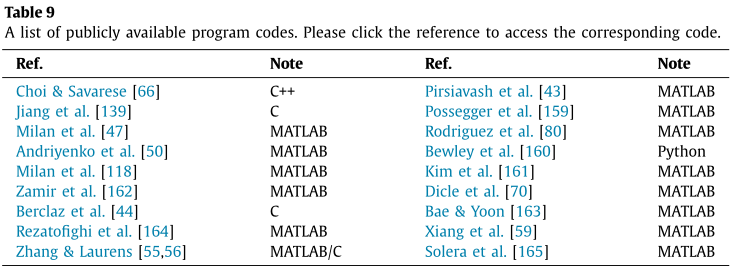 Table 9
A list of publicly available program codes. Please click the reference to access the corresponding code.
Ref. Note Ref. Note
Choi & Savarese [66] C++ Pirsiavash et al. [43] MATLAB
Jiang et al. [139] C Possegger et al. [159] MATLAB
Milan et al. [47] MATLAB Rodriguez et al. [80] MATLAB
Andriyenko et al. [50] MATLAB Bewley et al. [160] Python
Milan et al. [118] MATLAB Kim et al. [161] MATLAB
Zamir et al. [162] MATLAB Dicle et al. [70] MATLAB
Berclaz et al. [44] C Bae & Yoon [163] MATLAB
Rezatofighi et al. [164] MATLAB Xiang et al. [59] MATLAB
Zhang & Laurens [55,56] MATLAB/C Solera et al. [165] MATLAB